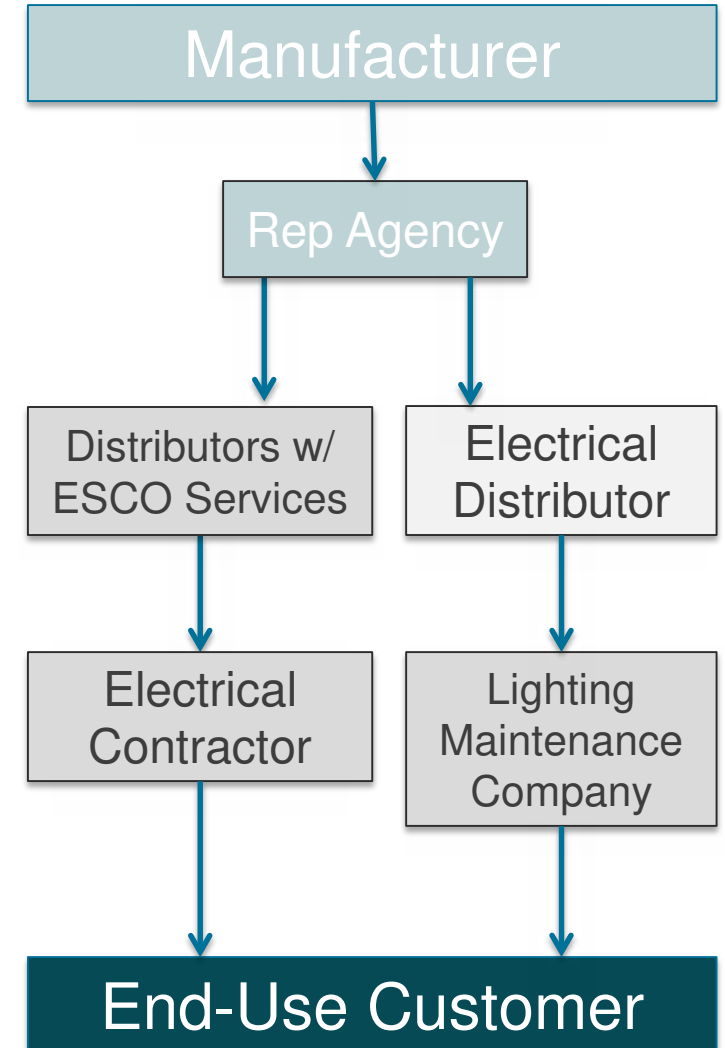 Manufacturer
Rep Agency
Distributors w/
ESCO Services
Electrical
Distributor
Electrical
Contractor
Lighting
Maintenance
Company
End-Use Customer